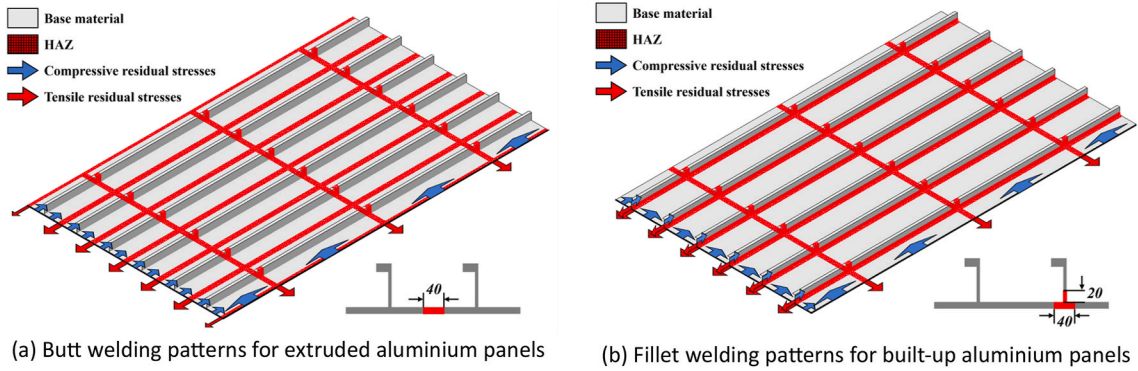 Base material
HAZ
Compressive residual stresses
Tensile residual stresses
40
(a) Butt welding patterns for extruded aluminium panels
Base material
HAZ
Compressive residual stresses
Tensile residual stresses
20
40
(b) Fillet welding patterns for built-up aluminium panels